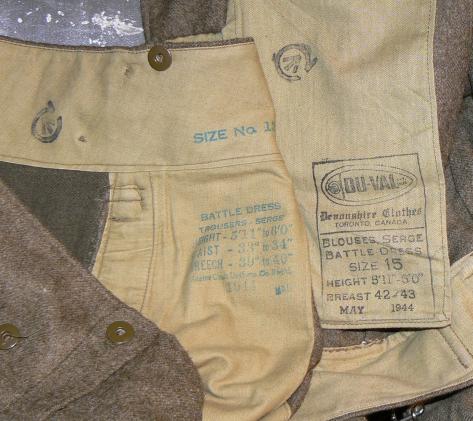 SIZE No 15
BATTLE DRESS
TROUSERS - SERGE
HEIGHT - 5'11" to 6'0"
WAIST - 33" to 34"
BREECH - 39" to 40"
1944
DU-VAL
Devonshire Clothes
TORONTO, CANADA
BLOUSES, SERGE
BATTLE DRESS
SIZE 15
HEIGHT 5'11"-6'0"
BREAST 42-43
MAY 1944